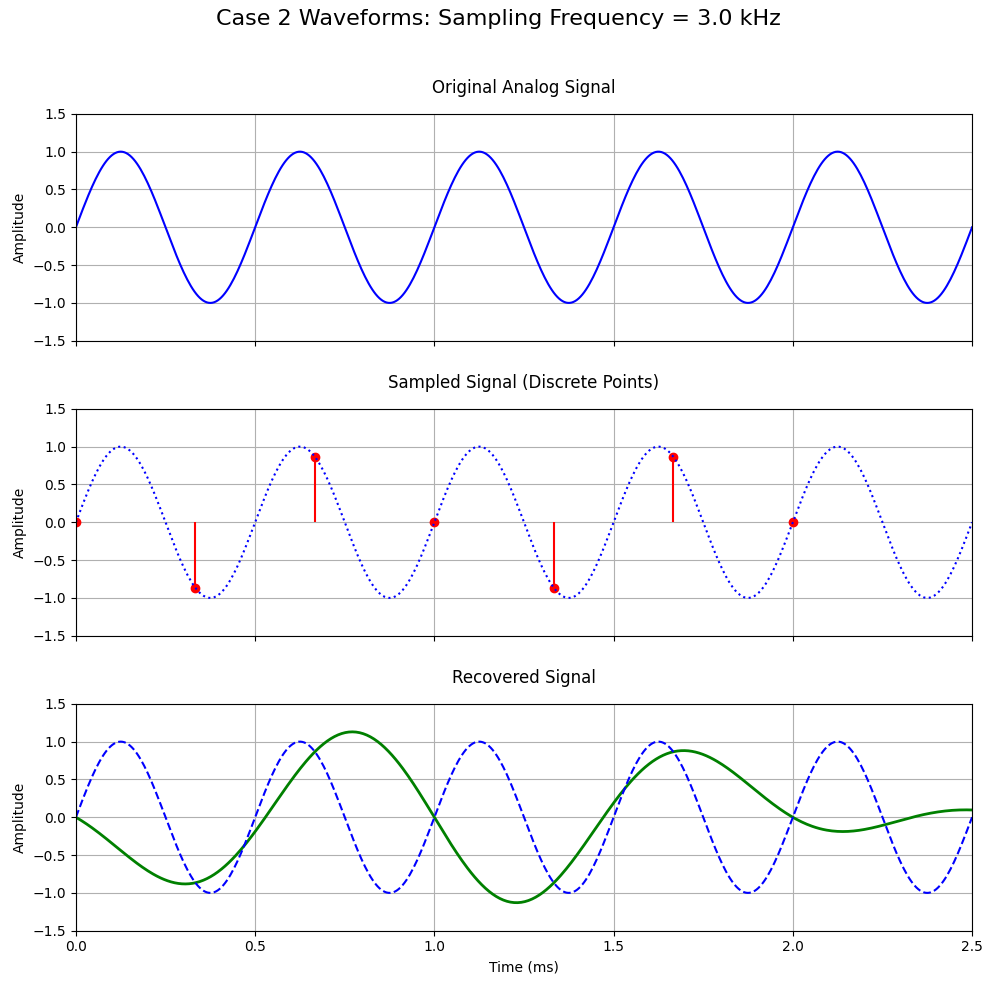 Case 2 Waveforms: Sampling Frequency = 3.0 kHz
Original Analog Signal
1.5
1.0
0.5
0.0
−0.5
−1.0
−1.5
Amplitude
Sampled Signal (Discrete Points)
1.5
1.0
0.5
0.0
−0.5
−1.0
−1.5
Amplitude
Recovered Signal
1.5
1.0
0.5
0.0
−0.5
−1.0
−1.5
Amplitude
0.0 0.5 1.0 1.5 2.0 2.5
Time (ms)